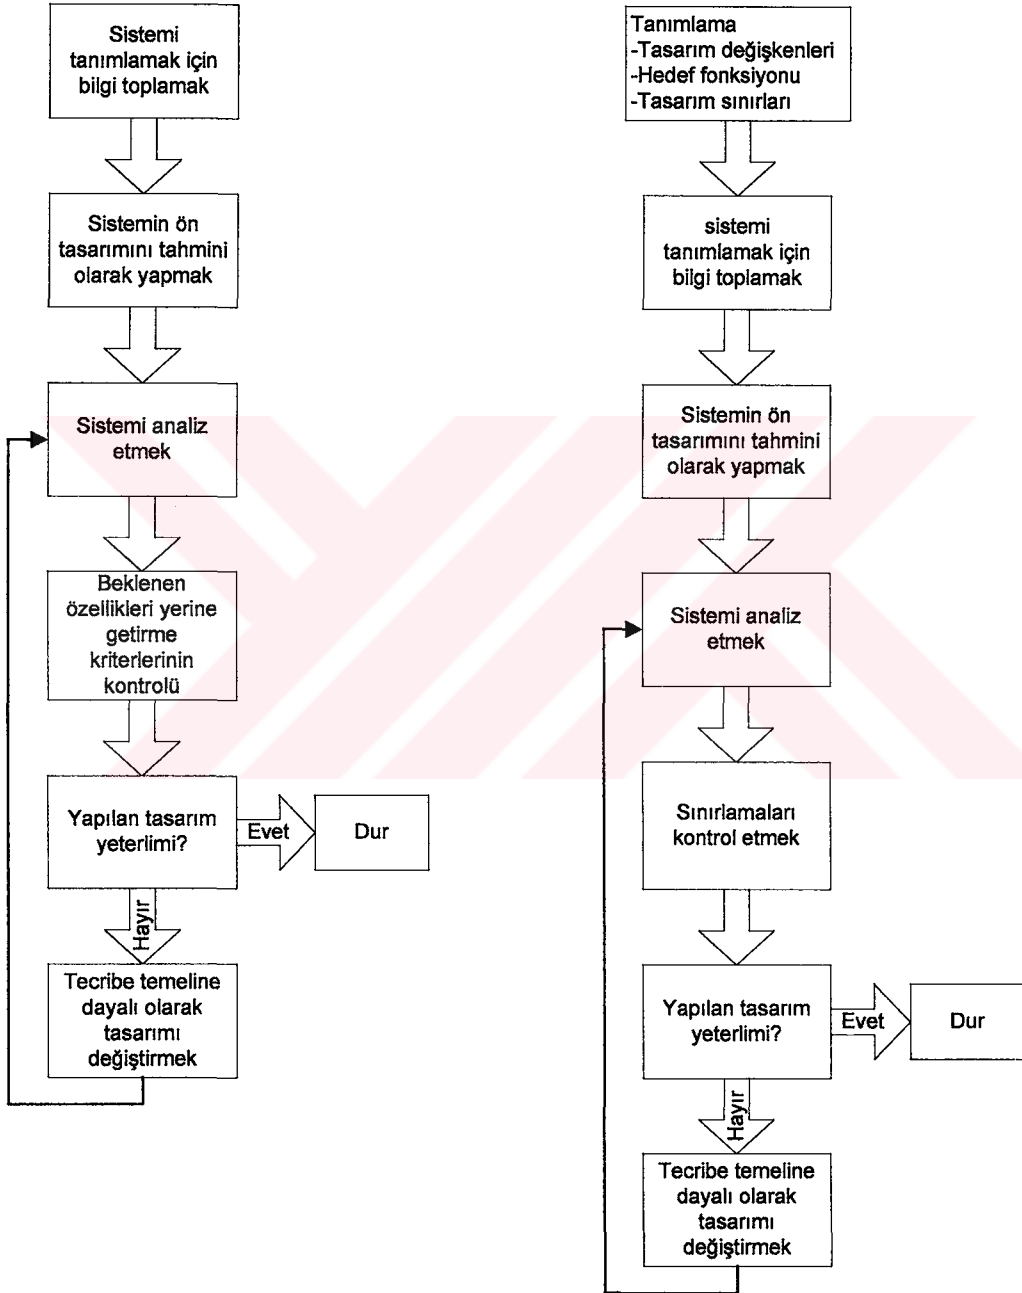 Sistemi
tanımlamak için
bilgi toplamak
Sistemin ön
tasarımını tahmini
olarak yapmak
Sistemi analiz
etmek
Beklenen
özellikleri yerine
getirme
kriterlerinin
kontrolü
Yapılan tasarım
yeterlimi?
Evet
Dur
Hayır
Tecribe temeline
dayalı olarak
tasarımı
değiştirmek
Tanımlama
-Tasarım değişkenleri
-Hedef fonksiyonu
-Tasarım sınırları
sistemi
tanımlamak için
bilgi toplamak
Sistemin ön
tasarımını tahmini
olarak yapmak
Sistemi analiz
etmek
Sınırlamaları
kontrol etmek
Yapılan tasarım
yeterlimi?
Evet
Dur
Hayır
Tecribe temeline
dayalı olarak
tasarımı
değiştirmek